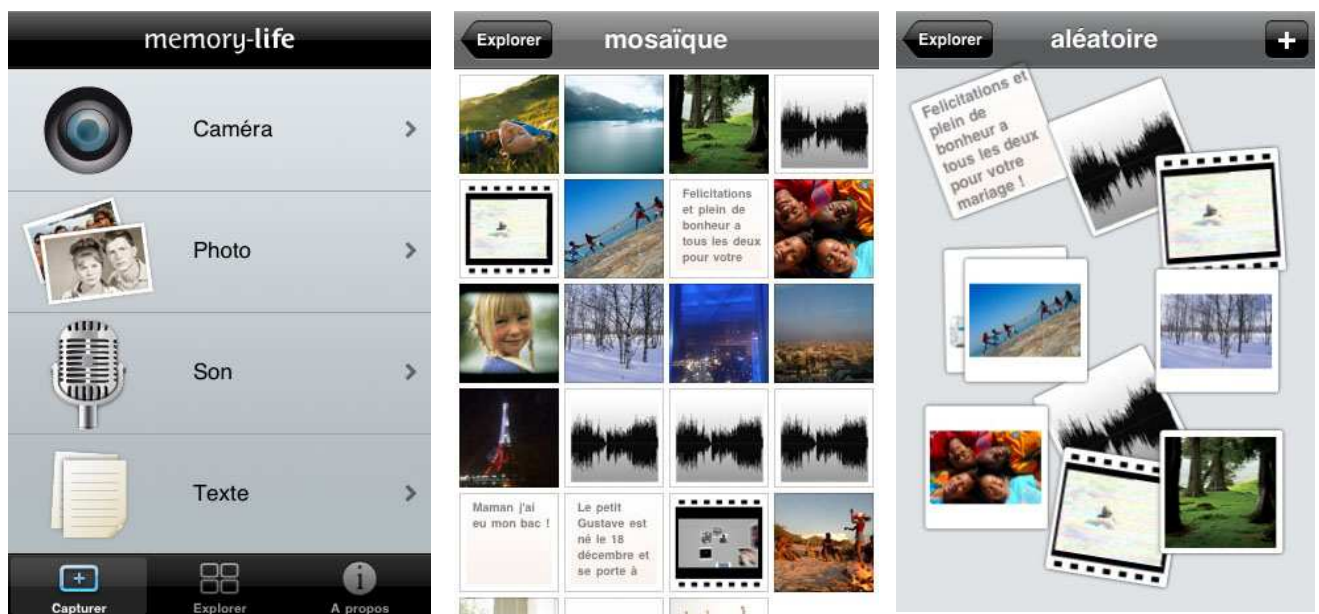 memory-life
Caméra
Photo
Son
Texte
Capturer
Explorer
A propos
Explorer
mosaïque
Felicitations
et plein de
bonheur a
tous les deux
pour votre
Maman j'ai
eu mon bac !
Le petit
Gustave est
né le 18
décembre et
se porte à
Explorer
aléatoire
+
Felicitations et
plein de
bonheur a
tous les deux
pour votre
mariage !